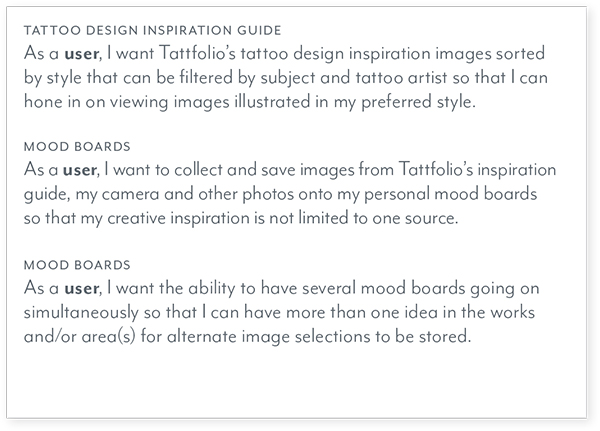 TATTOO DESIGN INSPIRATION GUIDE
As a user, I want Tattfolio's tattoo design inspiration images sorted
by style that can be filtered by subject and tattoo artist so that I can
hone in on viewing images illustrated in my preferred style.
MOOD BOARDS
As a user, I want to collect and save images from Tattfolio's inspiration
guide, my camera and other photos onto my personal mood boards
so that my creative inspiration is not limited to one source.
MOOD BOARDS
As a user, I want the ability to have several mood boards going on
simultaneously so that I can have more than one idea in the works
and/or area(s) for alternate image selections to be stored.